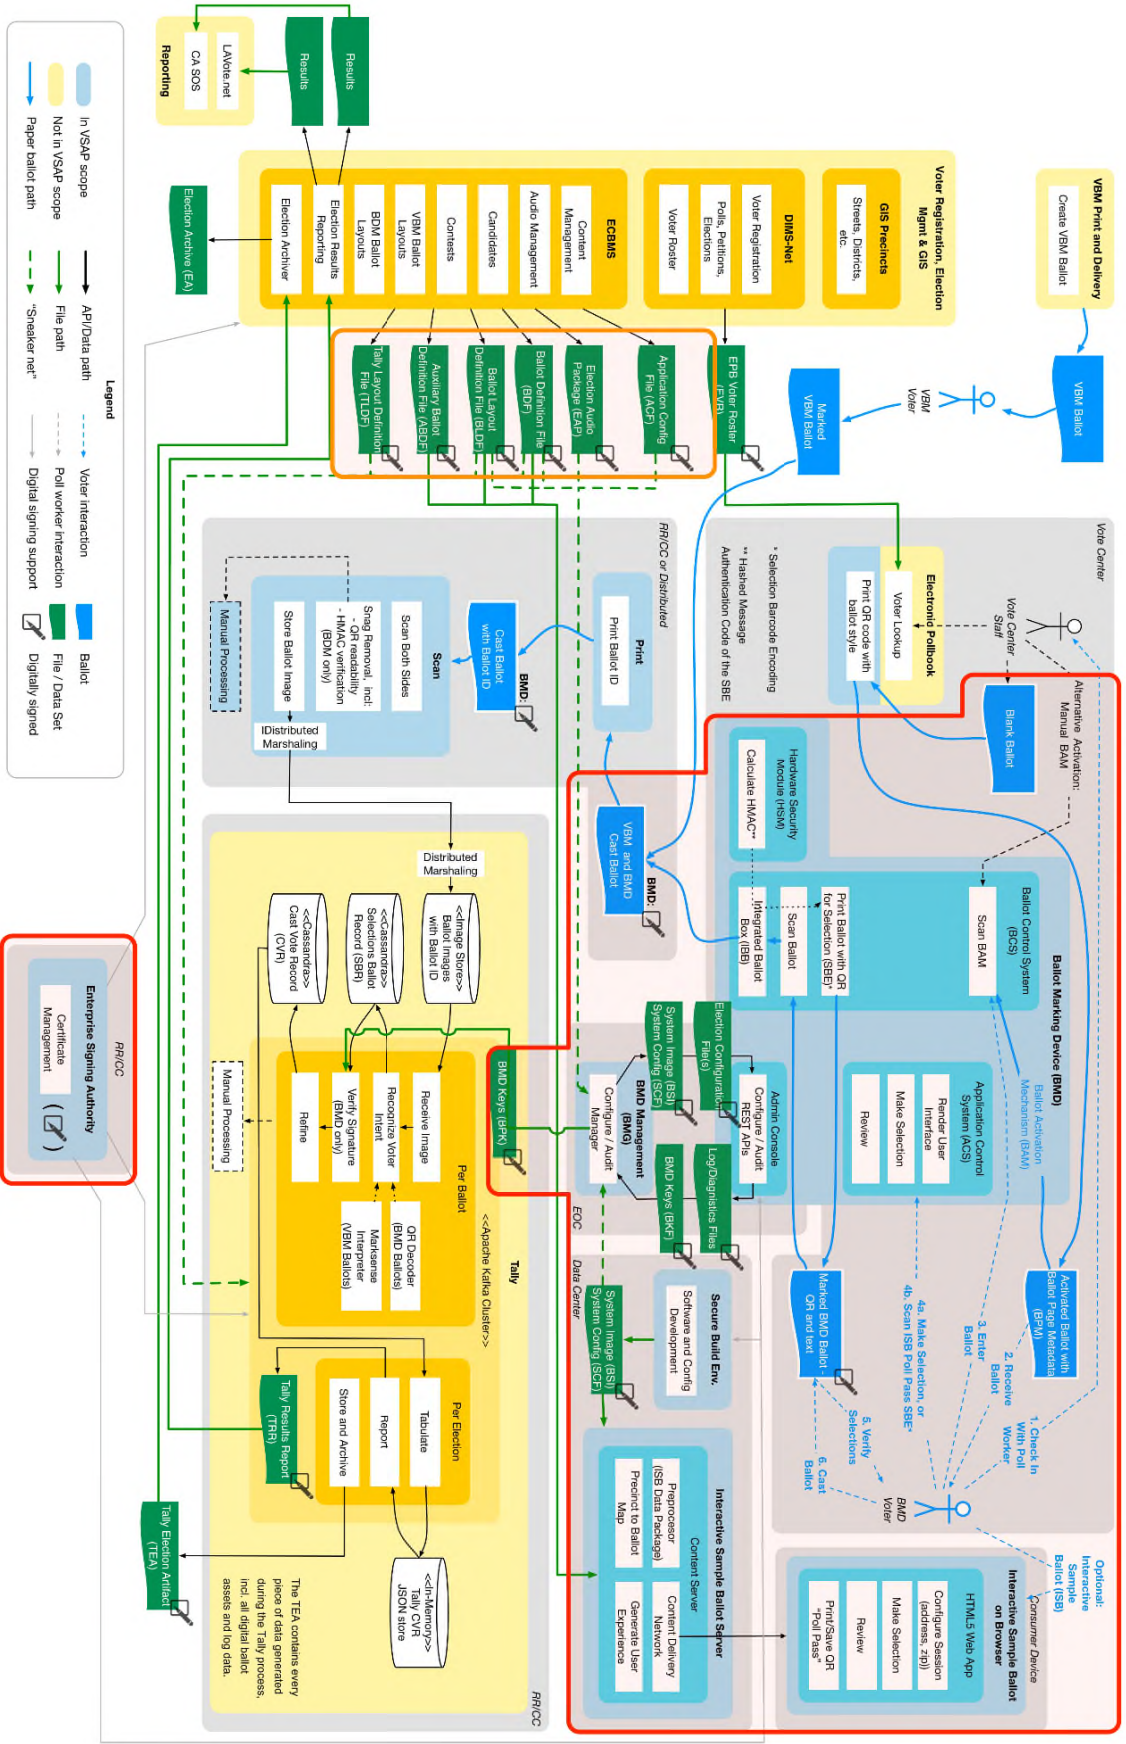 VBM Print and Delivery
Create VBM Ballot
VBM Ballot
VBM
Voter
Marked
VBM Ballot
Voter Registration, Election
Mgmt & GIS
GIS Precincts
Streets, Districts,
etc.
DIMS-Net
Voter Registration
Polls, Petitions,
Elections
Voter Roster
ECBMS
Content
Management
Audio Management
Candidates
Contests
VBM Ballot
Layouts
BDM Ballot
Layouts
Election Results
Reporting
Election Archiver
EPB Voter Roster
(EVR)
Application Config
File (ACF)
Election Audio
Package (EAP)
Ballot Definition File
(BDF)
Ballot Layout
Definition File (BLDF)
Auxiliary Ballot
Definition File (ABDF)
Tally Layout Definition
File (TLDF)
Election Archive (EA)
Results
Results
LAVote.net
CA SOS
Reporting
Vote Center
Vote Center
Staff
Alternative Activation:
Manual BAM
Electronic Pollbook
Voter Lookup
Print QR code with
ballot style
* Selection Barcode Encoding
** Hashed Message
Authentication Code of the SBE
Blank Ballot
Ballot Marking Device (BMD)
Ballot Control System
(BCS)
Scan BAM
Print Ballot with QR
for Selection (SBE)*
Scan Ballot
Integrated Ballot
Box (IBB)
Hardware Security
Module (HSM)
Calculate HMAC**
Ballot Activation
Mechanism (BAM)
Application Control
System (ACS)
Render User
Interface
Make Selection
Review
Admin Console
Configure / Audit
REST APIs
Activated Ballot with
Ballot Page Metadata
(BPM)
Marked BMD Ballot -
QR and text
1. Check In
With Poll
Worker
2. Receive
Ballot
3. Enter
Ballot
4a. Make Selection, or
4b. Scan ISB Poll Pass SBE*
5. Verify
Selections
6. Cast
Ballot
BMD
Voter
Optional:
Interactive
Sample
Ballot (ISB)
Consumer Device
Interactive Sample Ballot
on Browser
HTML5 Web App
Configure Session
(address, zip))
Make Selection
Review
Print/Save QR
"Poll Pass"
RR/CC or Distributed
Print
Print Ballot ID
BMD:
VBM and BMD
Cast Ballot
BMD:
Cast Ballot
with Ballot ID
Scan
Scan Both Sides
Snag Removal, incl:
- QR readability
- HMAC verification
(BDM only)
Store Ballot Image
Manual Processing
IDistributed
Marshaling
Election Configuration
File(s)
System Image (BSI)
System Config (SCF)
Log/Diagnostics Files
BMD Keys (BKF)
BMD Management
(BMG)
Configure / Audit
Manager
EOC
BMD Keys (BPK)
Data Center
Secure Build Env.
Software and Config
Development
System Image (BSI)
System Config (SCF)
Interactive Sample Ballot Server
Content Server
Preprocesor
(ISB Data Package)
Precinct to Ballot
Map
Content Delivery
Network
Generate User
Experience
RR/CC
Tally
<<Apache Kafka Cluster>>
Distributed
Marshaling
<<Image Store>>
Ballot Images
with Ballot ID
<<Cassandra>>
Selections Ballot
Record (SBR)
<<Cassandra>>
Cast Vote Record
(CVR)
Per Ballot
Receive Image
Recognize Voter
Intent
Verify Signature
(BMD only)
Refine
QR Decoder
(BMD Ballots)
Marksense
Interpreter
(VBM Ballots)
Manual Processing
Per Election
Tabulate
Report
Store and Archive
<<In-Memory>>
Tally CVR
JSON store
Tally Results Report
(TRR)
Tally Election Artifact
(TEA)
The TEA contains every
piece of data generated
during the Tally process,
incl. all digital ballot
assets and log data.
RR/CC
Enterprise Signing Authority
Certificate
Management
( )
Legend
In VSAP scope
Not in VSAP scope
Paper ballot path
API/Data path
File path
"Sneaker net"
Voter interaction
Poll worker interaction
Digital signing support
Ballot
File / Data Set
Digitally signed